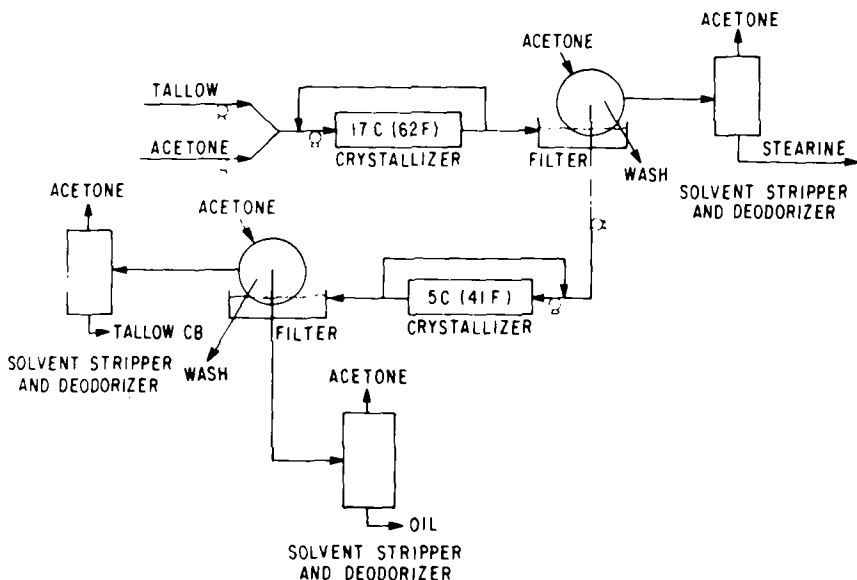 ACETONE
ACETONE
TALLOW
17 C (62 F)
ACETONE
CRYSTALLIZER
FILTER
WASH
STEARINE
SOLVENT STRIPPER
AND DEODORIZER
ACETONE
ACETONE
5C (41F)
CRYSTALLIZER
FILTER
TALLOW CB
WASH
SOLVENT STRIPPER
AND DEODORIZER
ACETONE
OIL
SOLVENT STRIPPER
AND DEODORIZER